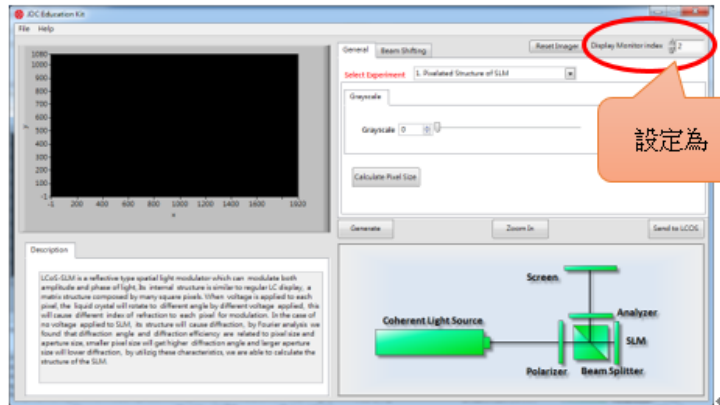 JDC Education Kit
File Help
General Beam Shifting Reset Imager Display Monitor index 2
Select Experiment 1. Pixelated Structure of SLM
Grayscale
Grayscale 0 0
設定為
Calculate Pixel Size
1080
1000
900
800
700
600
500
400
300
200
100
-1
Y
-1 200 400 600 800 1000 1200 1400 1600 1920
x
Generate Zoom In Send to LCOS
Description
LCoS-SLM is a reflective type spatial light modulator which can modulate both
amplitude and phase of light, Its internal structure is similar to regular LC display, a
matrix structure composed by many square pixels. When voltage is applied to each
pixel, the liquid crystal will rotate to different angle by different voltage applied, this
will cause different index of refraction to each pixel for modulation. In the case of
no voltage applied to SLM, its structure will cause diffraction, by Fourier analysis we
found that diffraction angle and diffraction efficiency are related to pixel size and
aperture size, smaller pixel size will get higher diffraction angle and larger aperture
size will lower diffraction, by utilizig these characteristics, we are able to calculate the
structure of the SLM.
Screen
Coherent Light Source
Analyzer
SLM
Polarizer Beam Splitter